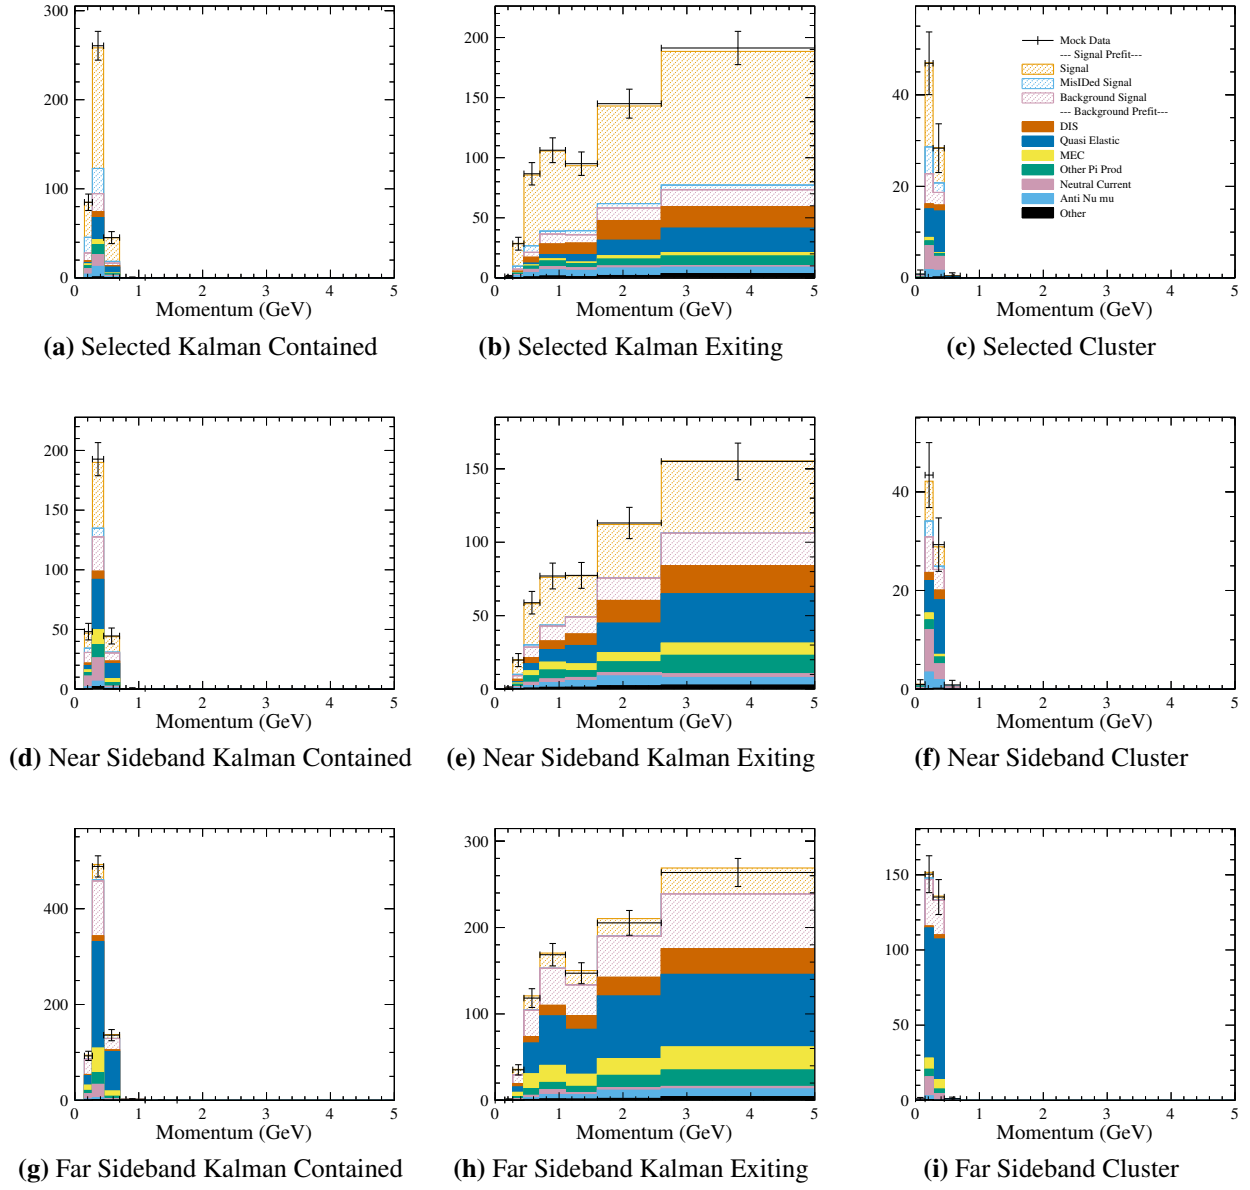 300
200
100
0
0 1 2 3 4 5
Momentum (GeV)
(a) Selected Kalman Contained
200
150
100
50
0
0 1 2 3 4 5
Momentum (GeV)
(b) Selected Kalman Exiting
40
20
0
Mock Data
--- Signal Prefit---
Signal
MisIDed Signal
Background Signal
--- Background Prefit---
DIS
Quasi Elastic
MEC
Other Pi Prod
Neutral Current
Anti Nu mu
Other
0 1 2 3 4 5
Momentum (GeV)
(c) Selected Cluster
200
150
100
50
0
0 1 2 3 4 5
Momentum (GeV)
(d) Near Sideband Kalman Contained
150
100
50
0
0 1 2 3 4 5
Momentum (GeV)
(e) Near Sideband Kalman Exiting
40
20
0
0 1 2 3 4 5
Momentum (GeV)
(f) Near Sideband Cluster
400
200
0
0 1 2 3 4 5
Momentum (GeV)
(g) Far Sideband Kalman Contained
300
200
100
0
0 1 2 3 4 5
Momentum (GeV)
(h) Far Sideband Kalman Exiting
150
100
50
0
0 1 2 3 4 5
Momentum (GeV)
(i) Far Sideband Cluster